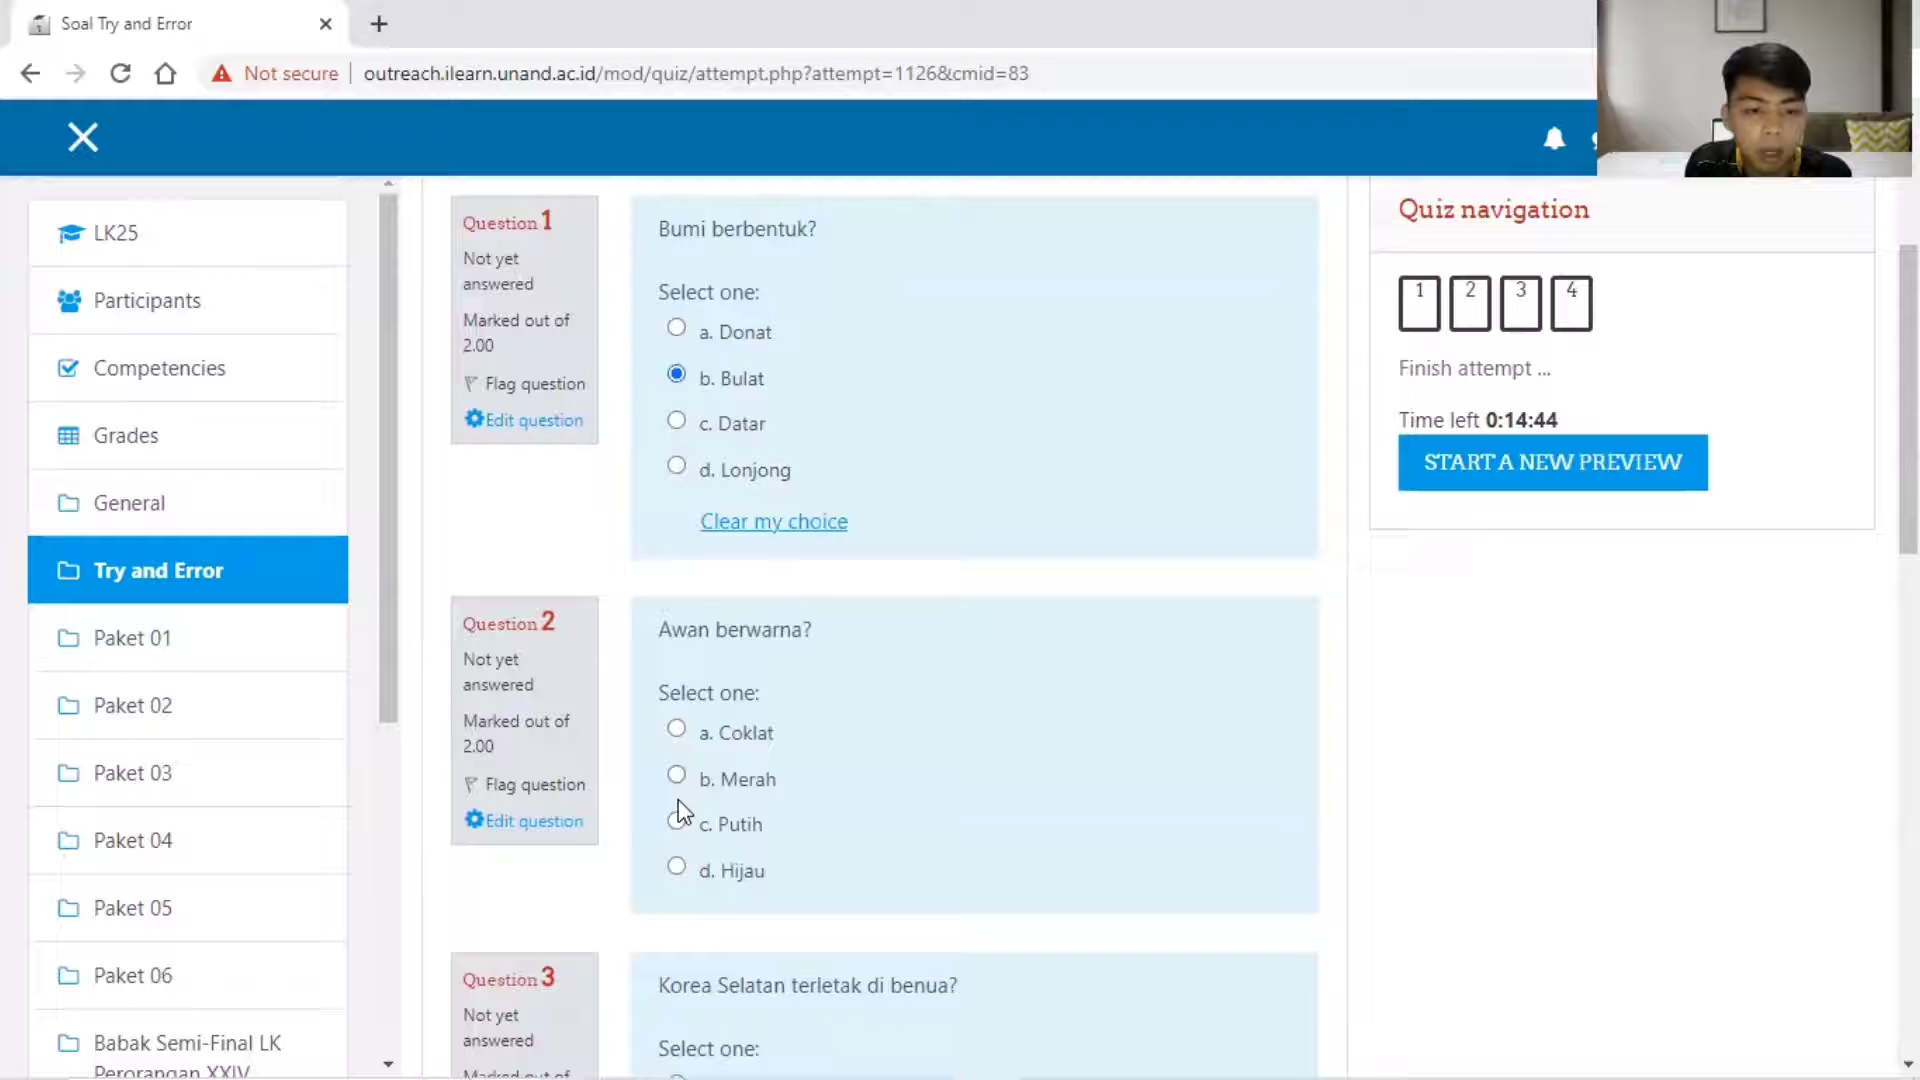 Soal Try and Error
Not secure
outreach.ilearn.unand.ac.id/mod/quiz/attempt.php?attempt=1126&cmid=83
LK25
Participants
Competencies
Grades
General
Try and Error
Paket 01
Paket 02
Paket 03
Paket 04
Paket 05
Paket 06
Babak Semi-Final LK
Perorangan XXIV
Question 1
Not yet
answered
Marked out of
2.00
Flag question
Edit question
Bumi berbentuk?
Select one:
a. Donat
b. Bulat
c. Datar
d. Lonjong
Clear my choice
Question 2
Not yet
answered
Marked out of
2.00
Flag question
Edit question
Awan berwarna?
Select one:
a. Coklat
b. Merah
c. Putih
d. Hijau
Question 3
Not yet
answered
Marked out of
Korea Selatan terletak di benua?
Select one:
Quiz navigation
1 2 3 4
Finish attempt ...
Time left 0:14:44
START A NEW PREVIEW